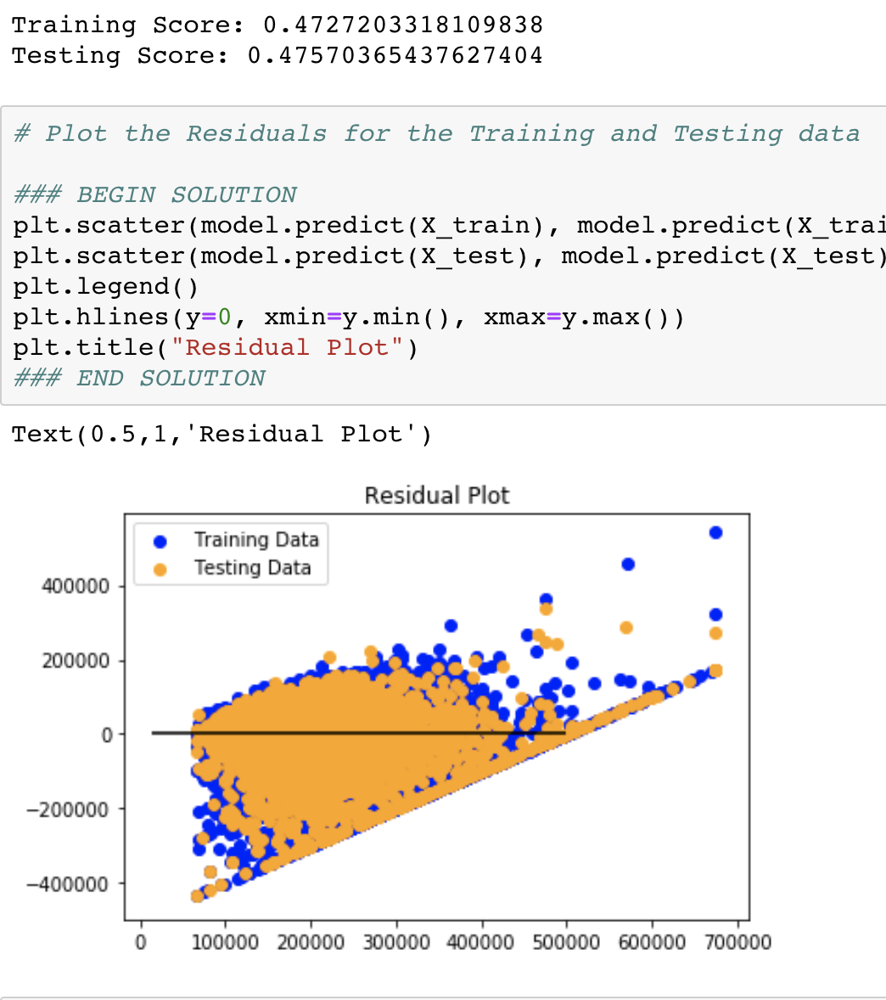 Training Score: 0.4727203318109838
Testing Score: 0.47570365437627404
# Plot the Residuals for the Training and Testing data
### BEGIN SOLUTION
plt.scatter(model.predict(X_train), model.predict(X_trai
plt.scatter(model.predict(X_test), model.predict(X_test)
plt.legend()
plt.hlines(y=0, xmin=y.min(), xmax=y.max())
plt.title("Residual Plot")
### END SOLUTION
Text(0.5,1,'Residual Plot')
Residual Plot
Training Data
Testing Data
400000
200000
0
−200000
−400000
0 100000 200000 300000 400000 500000 600000 700000